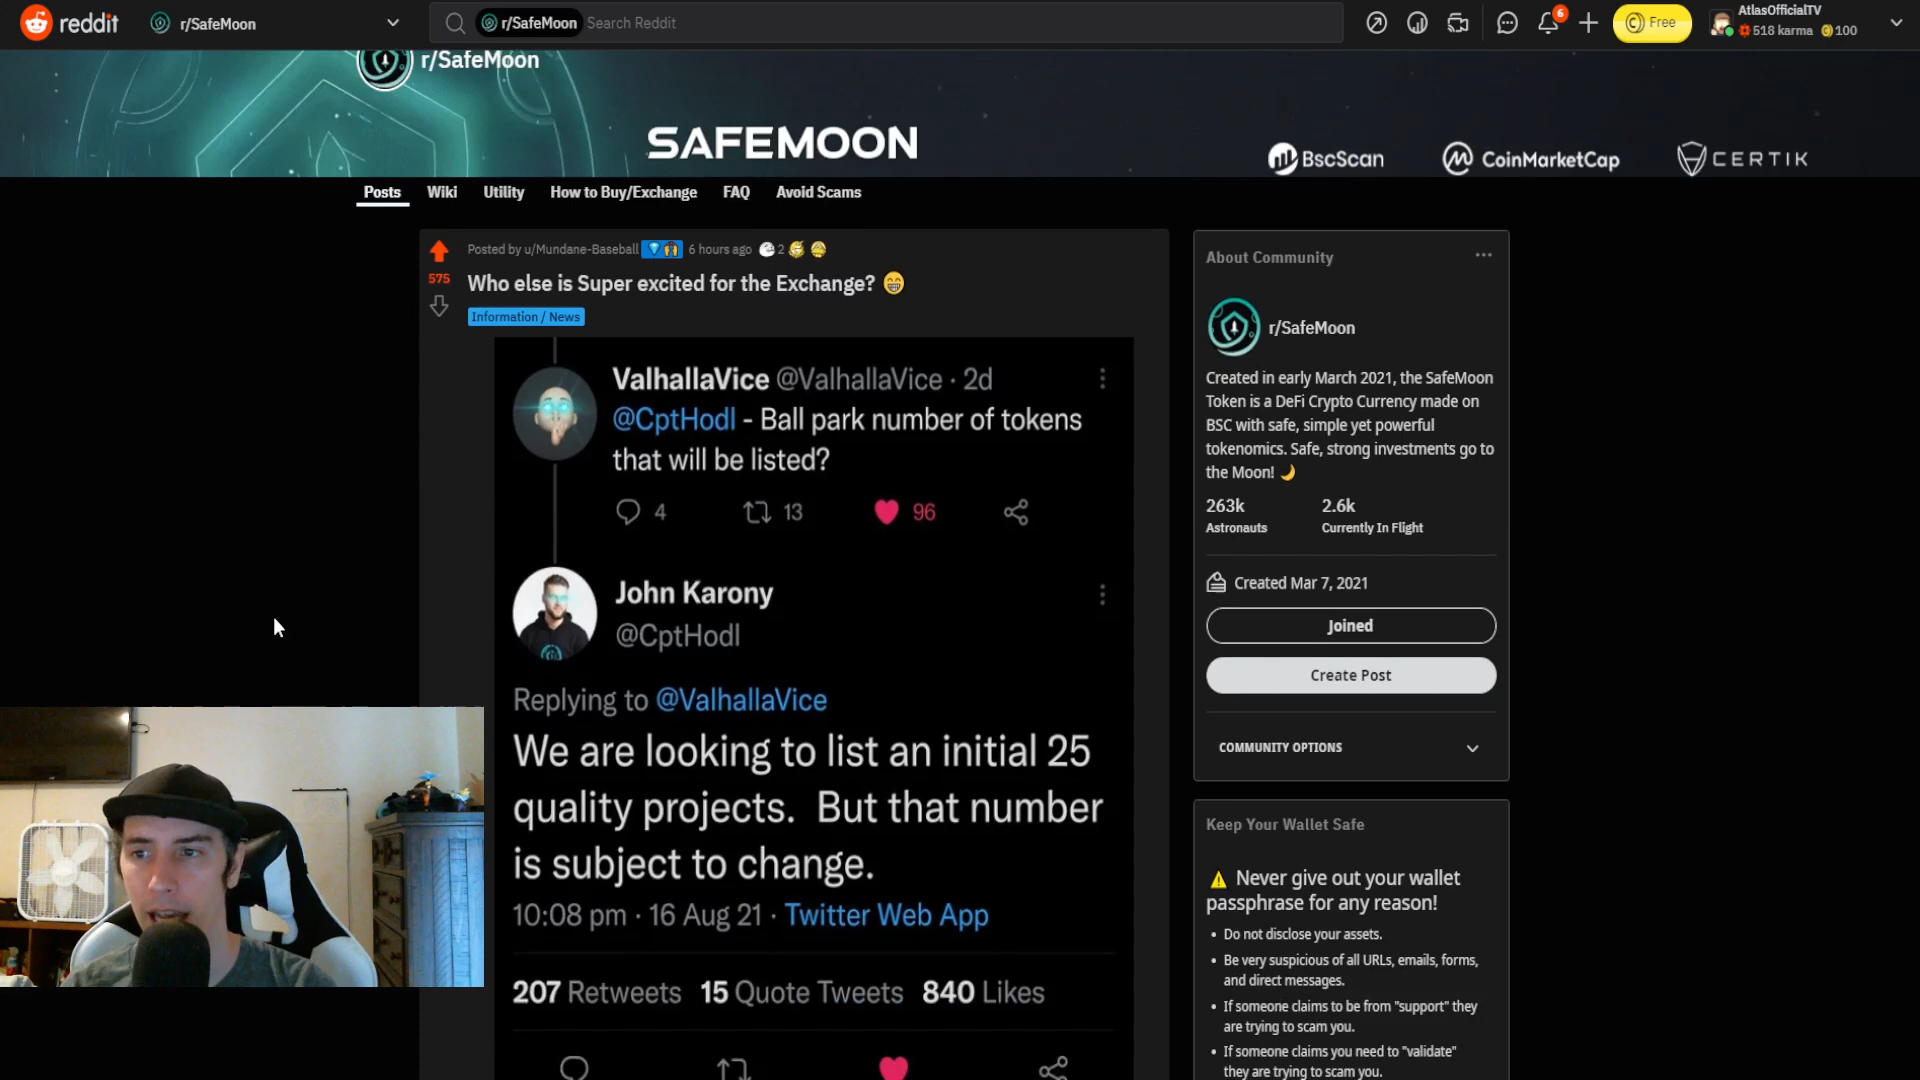 reddit
r/SafeMoon
r/SafeMoon Search Reddit
6
Free
AtlasOfficialTV
518 karma 100
r/SafeMoon
SAFEMOON
BscScan
CoinMarketCap
CERTIK
Posts
Wiki
Utility
How to Buy/Exchange
FAQ
Avoid Scams
575
Posted by u/Mundane-Baseball 💎🙌 6 hours ago 2
Who else is Super excited for the Exchange? 😁
Information / News
ValhallaVice @ValhallaVice · 2d
@CptHodl - Ball park number of tokens
that will be listed?
4
13
96
John Karony
@CptHodl
Replying to @ValhallaVice
We are looking to list an initial 25
quality projects. But that number
is subject to change.
10:08 pm · 16 Aug 21 · Twitter Web App
207 Retweets 15 Quote Tweets 840 Likes
About Community
r/SafeMoon
Created in early March 2021, the SafeMoon
Token is a DeFi Crypto Currency made on
BSC with safe, simple yet powerful
tokenomics. Safe, strong investments go to
the Moon! 🌙
263k
Astronauts
2.6k
Currently In Flight
Created Mar 7, 2021
Joined
Create Post
COMMUNITY OPTIONS
Keep Your Wallet Safe
⚠️ Never give out your wallet
passphrase for any reason!
• Do not disclose your assets.
• Be very suspicious of all URLs, emails, forms,
and direct messages.
• If someone claims to be from "support" they
are trying to scam you.
• If someone claims you need to "validate"
they are trying to scam you.